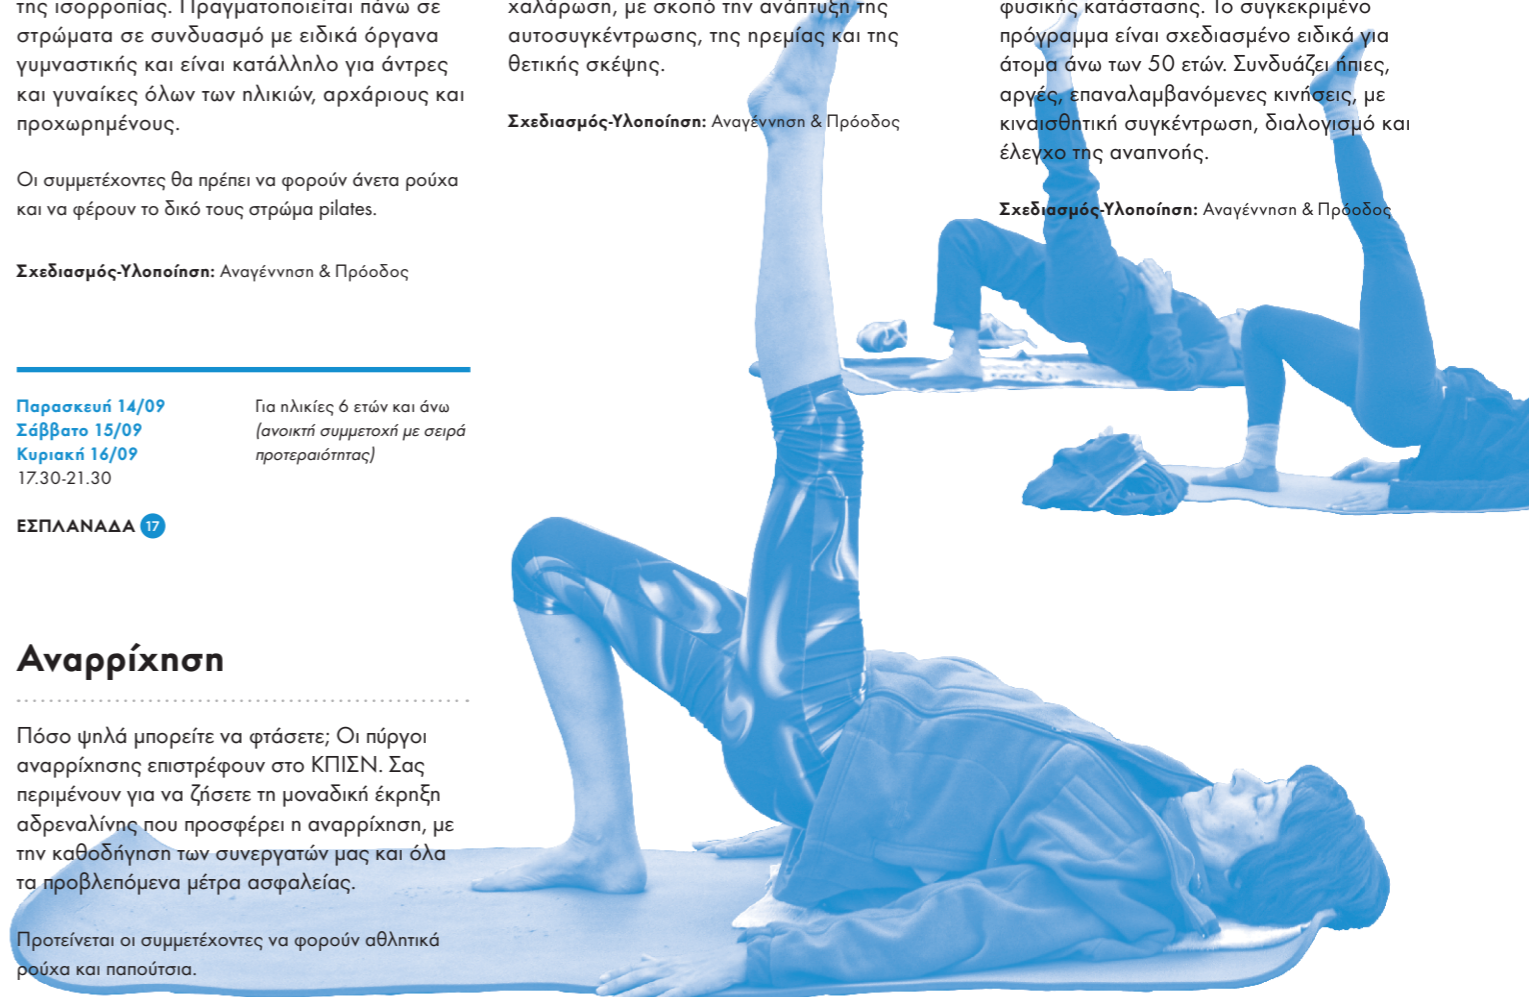 της ισορροπίας. Πραγματοποιείται πάνω σε
στρώματα σε συνδυασμό με ειδικά όργανα
γυμναστικής και είναι κατάλληλο για άντρες
και γυναίκες όλων των ηλικιών, αρχάριους και
προχωρημένους.
Οι συμμετέχοντες θα πρέπει να φορούν άνετα ρούχα
και να φέρουν το δικό τους στρώμα pilates.
Σχεδιασμός-Υλοποίηση: Αναγέννηση & Πρόοδος
Παρασκευή 14/09
Σάββατο 15/09
Κυριακή 16/09
17.30-21.30
Για ηλικίες 6 ετών και άνω
(ανοικτή συμμετοχή με σειρά
προτεραιότητας)
ΕΣΠΛΑΝΑΔΑ 17
Αναρρίχηση
Πόσο ψηλά μπορείτε να φτάσετε; Οι πύργοι
αναρρίχησης επιστρέφουν στο ΚΠΙΣΝ. Σας
περιμένουν για να ζήσετε τη μοναδική έκρηξη
αδρεναλίνης που προσφέρει η αναρρίχηση, με
την καθοδήγηση των συνεργατών μας και όλα
τα προβλεπόμενα μέτρα ασφαλείας.
Προτείνεται οι συμμετέχοντες να φορούν αθλητικά
ρούχα και παπούτσια.
χαλάρωση, με σκοπό την ανάπτυξη της
αυτοσυγκέντρωσης, της ηρεμίας και της
θετικής σκέψης.
Σχεδιασμός-Υλοποίηση: Αναγέννηση & Πρόοδος
φυσικής κατάστασης. Το συγκεκριμένο
πρόγραμμα είναι σχεδιασμένο ειδικά για
άτομα άνω των 50 ετών. Συνδυάζει ήπιες,
αργές, επαναλαμβανόμενες κινήσεις, με
κιναισθητική συγκέντρωση, διαλογισμό και
έλεγχο της αναπνοής.
Σχεδιασμός-Υλοποίηση: Αναγέννηση & Πρόοδος